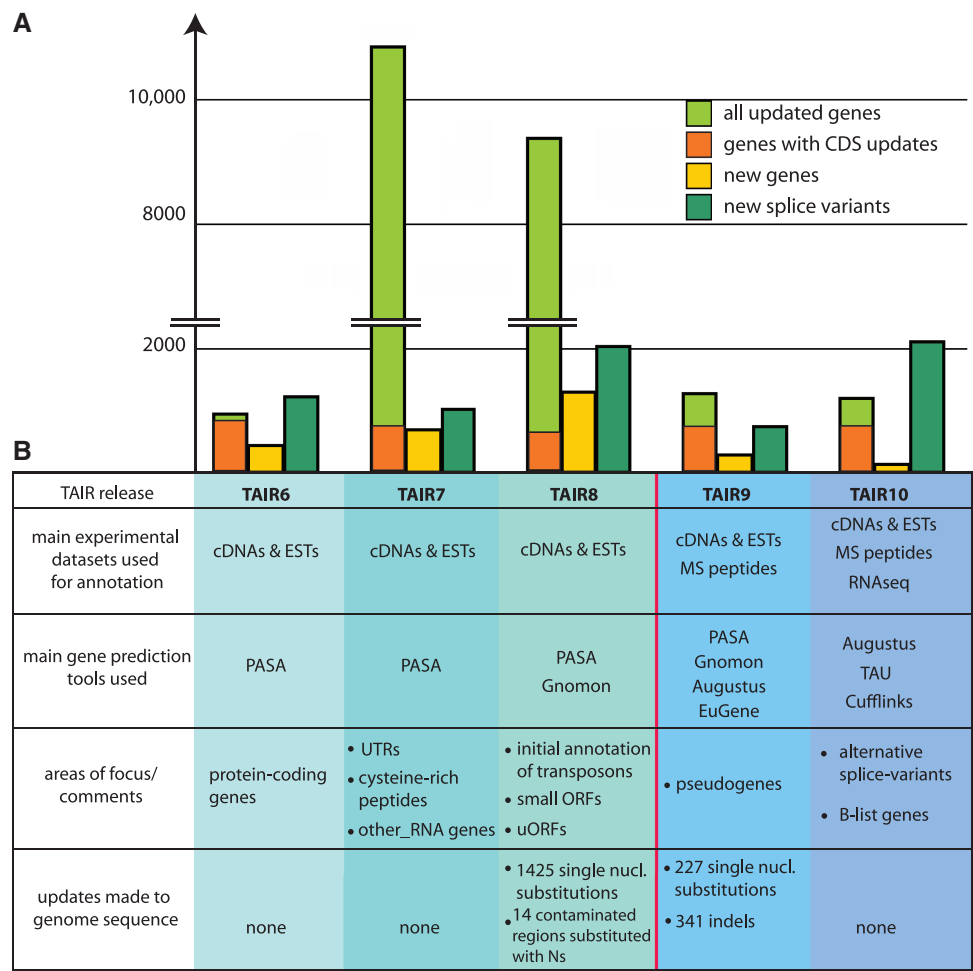 A
10,000
8000
2000
all updated genes
genes with CDS updates
new genes
new splice variants
B
TAIR release
TAIR6
TAIR7
TAIR8
TAIR9
TAIR10
main experimental
datasets used
for annotation
cDNAs & ESTs
cDNAs & ESTs
cDNAs & ESTs
cDNAs & ESTs
MS peptides
cDNAs & ESTs
MS peptides
RNAseq
main gene prediction
tools used
PASA
PASA
PASA
Gnomon
PASA
Gnomon
Augustus
EuGene
Augustus
TAU
Cufflinks
areas of focus/
comments
protein-coding
genes
• UTRs
• cysteine-rich
peptides
• other_RNA genes
• initial annotation
of transposons
• small ORFs
• uORFs
• pseudogenes
• alternative
splice-variants
• B-list genes
updates made to
genome sequence
none
none
• 1425 single nucl.
substitutions
• 14 contaminated
regions substituted
with Ns
• 227 single nucl.
substitutions
• 341 indels
none